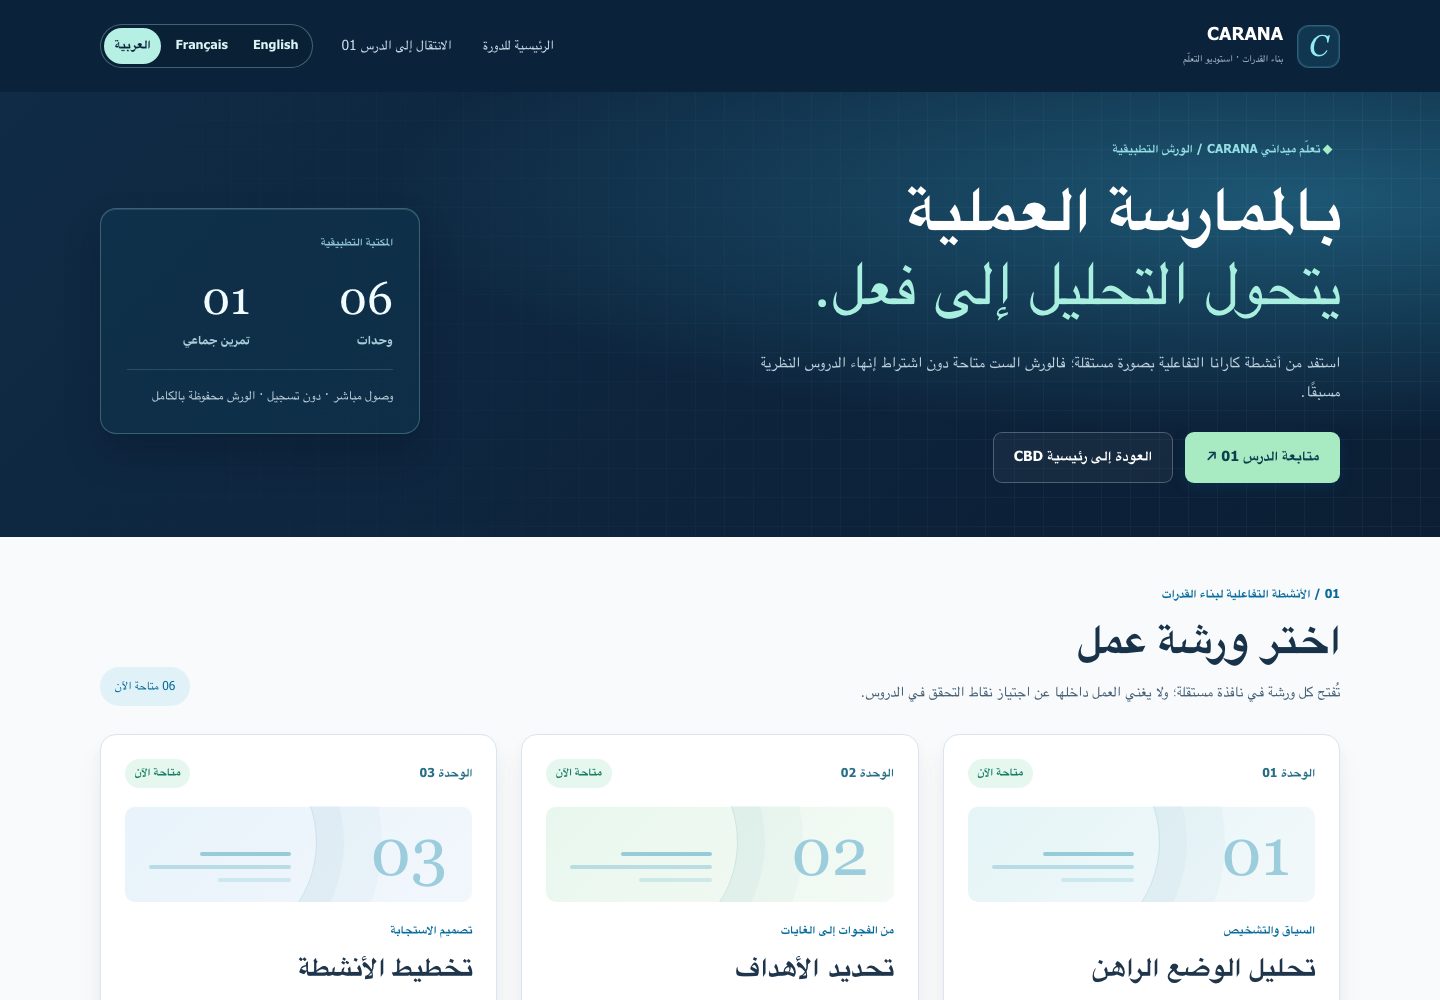 CARANA
بناء القدرات · استوديو التعلّم
C
الرئيسية للدورة
الانتقال إلى الدرس 01
English
Français
العربية
تعلّم ميداني CARANA / الورش التطبيقية
بالممارسة العملية
يتحول التحليل إلى فعل.
استفد من أنشطة كارانا التفاعلية بصورة مستقلة؛ فالورش الست متاحة دون اشتراط إنهاء الدروس النظرية
مسبقًا.
متابعة الدرس 01 ↗
العودة إلى رئيسية CBD
المكتبة التطبيقية
06
وحدات
01
تمرين جماعي
وصول مباشر · دون تسجيل · الورش محفوظة بالكامل
01 / الأنشطة التفاعلية لبناء القدرات
اختر ورشة عمل
تُفتح كل ورشة في نافذة مستقلة؛ ولا يغني العمل داخلها عن اجتياز نقاط التحقق في الدروس.
06 متاحة الآن
الوحدة 01
متاحة الآن
01
السياق والتشخيص
تحليل الوضع الراهن
الوحدة 02
متاحة الآن
02
من الفجوات إلى الغايات
تحديد الأهداف
الوحدة 03
متاحة الآن
03
تصميم الاستجابة
تخطيط الأنشطة